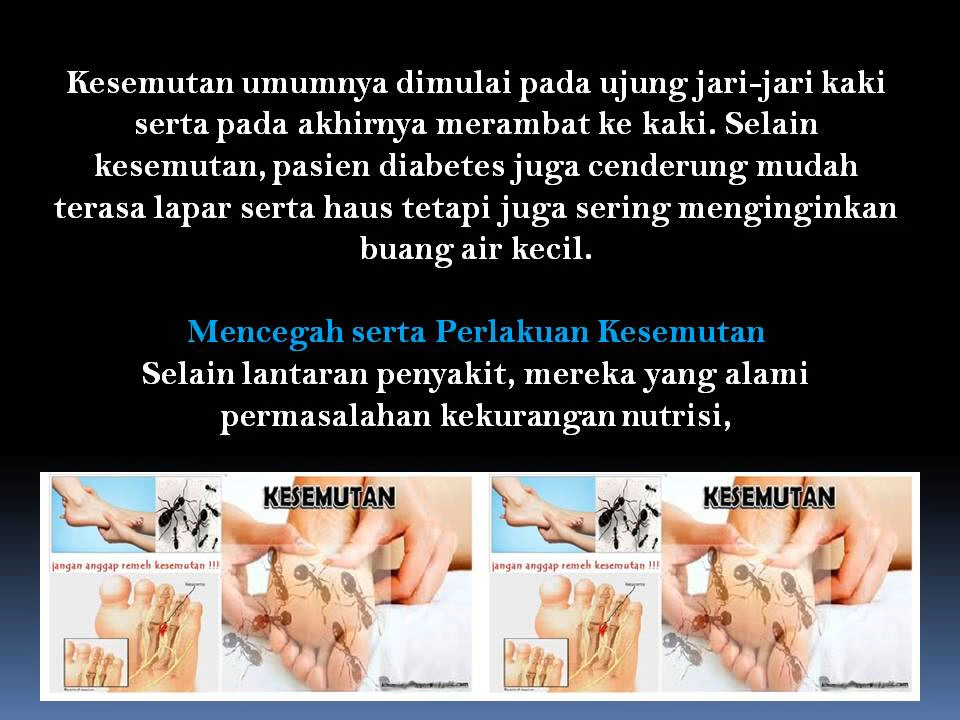 Kesemutan umumnya dimulai pada ujung jari-jari kaki
serta pada akhirnya merambat ke kaki. Selain
kesemutan, pasien diabetes juga cenderung mudah
terasa lapar serta haus tetapi juga sering menginginkan
buang air kecil.
Mencegah serta Perlakuan Kesemutan
Selain lantaran penyakit, mereka yang alami
permasalahan kekurangan nutrisi,
KESEMUTAN
jangan anggap remeh kesemutan !!!
KESEMUTAN
jangan anggap remeh kesemutan !!!